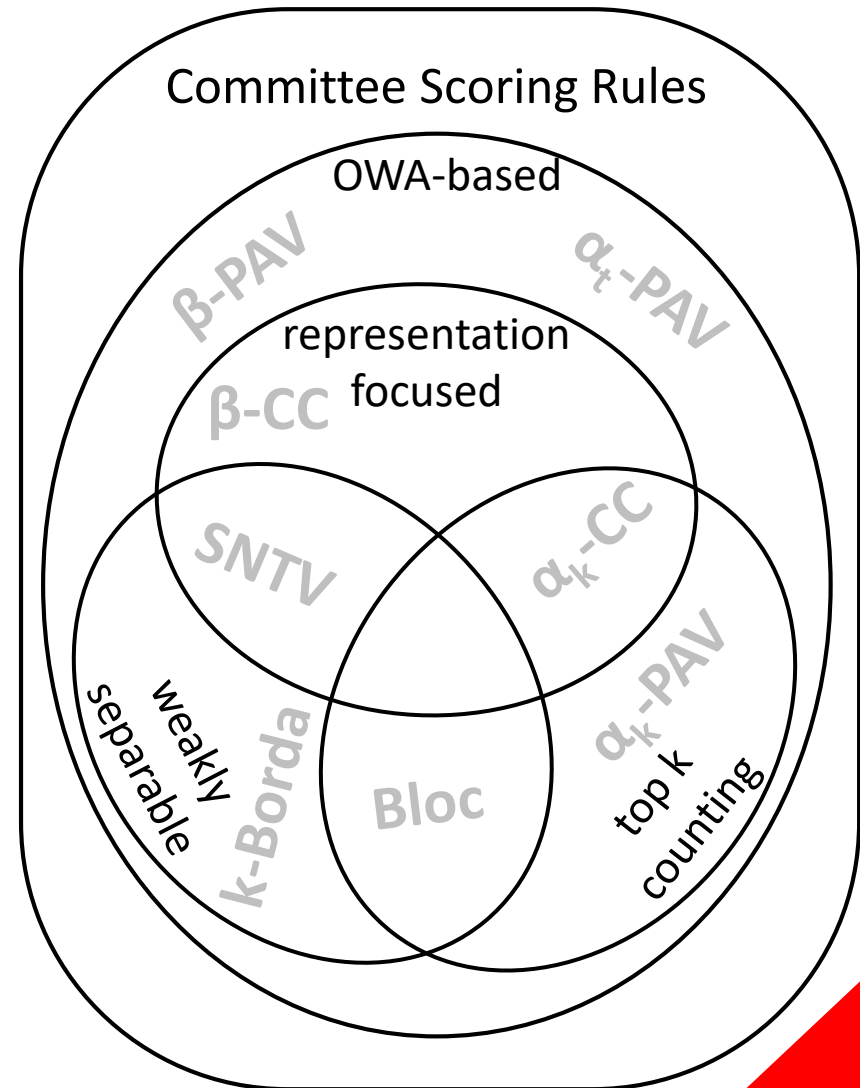 Committee Scoring Rules
OWA-based
β-PAV
αₜ-PAV
representation
focused
β-CC
SNTV
αₖ-CC
αₖ-PAV
weakly
separable
k-Borda
Bloc
top k
counting